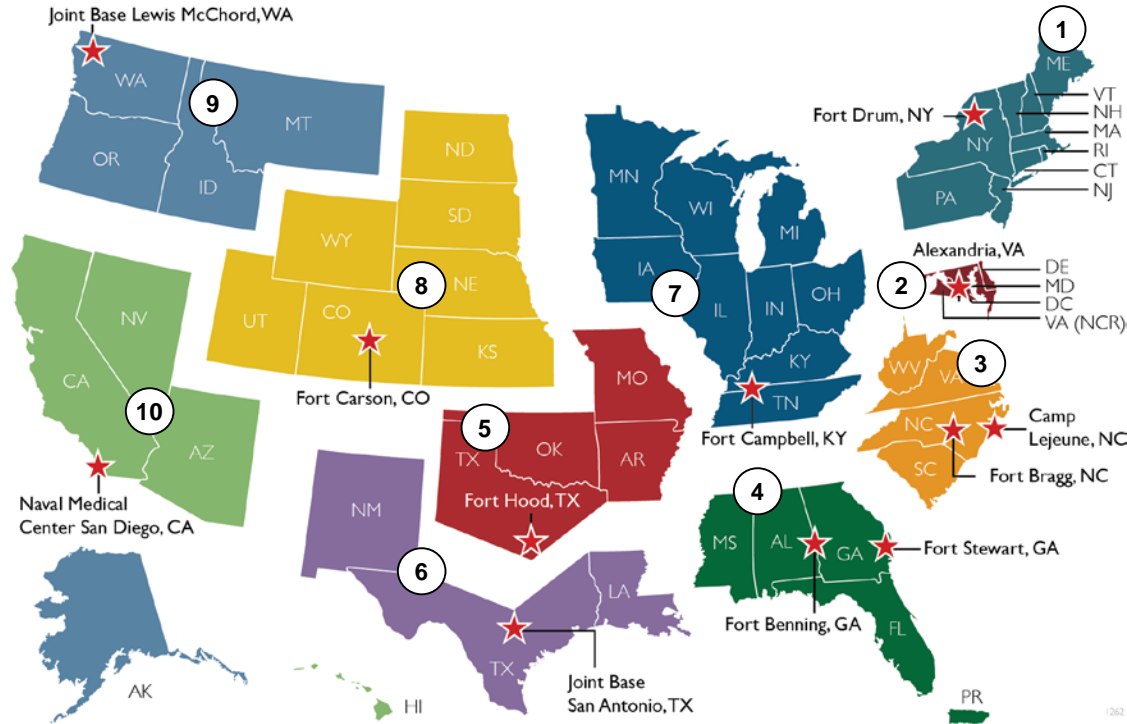 Joint Base Lewis McChord, WA
WA
9
MT
OR
ID
1
ME
VT
NH
MA
RI
CT
NJ
Fort Drum, NY
NY
PA
ND
SD
WY
NE
8
UT
CO
KS
Fort Carson, CO
MN
WI
MI
IA
7
IL
IN
OH
KY
TN
Fort Campbell, KY
Alexandria, VA
2
DE
MD
DC
VA (NCR)
NV
CA
10
AZ
Naval Medical
Center San Diego, CA
MO
5
TX
OK
AR
Fort Hood, TX
WV
VA
3
NC
SC
Camp
Lejeune, NC
Fort Bragg, NC
NM
6
LA
TX
Joint Base
San Antonio, TX
4
MS
AL
GA
Fort Stewart, GA
Fort Benning, GA
FL
AK
HI
PR
1262